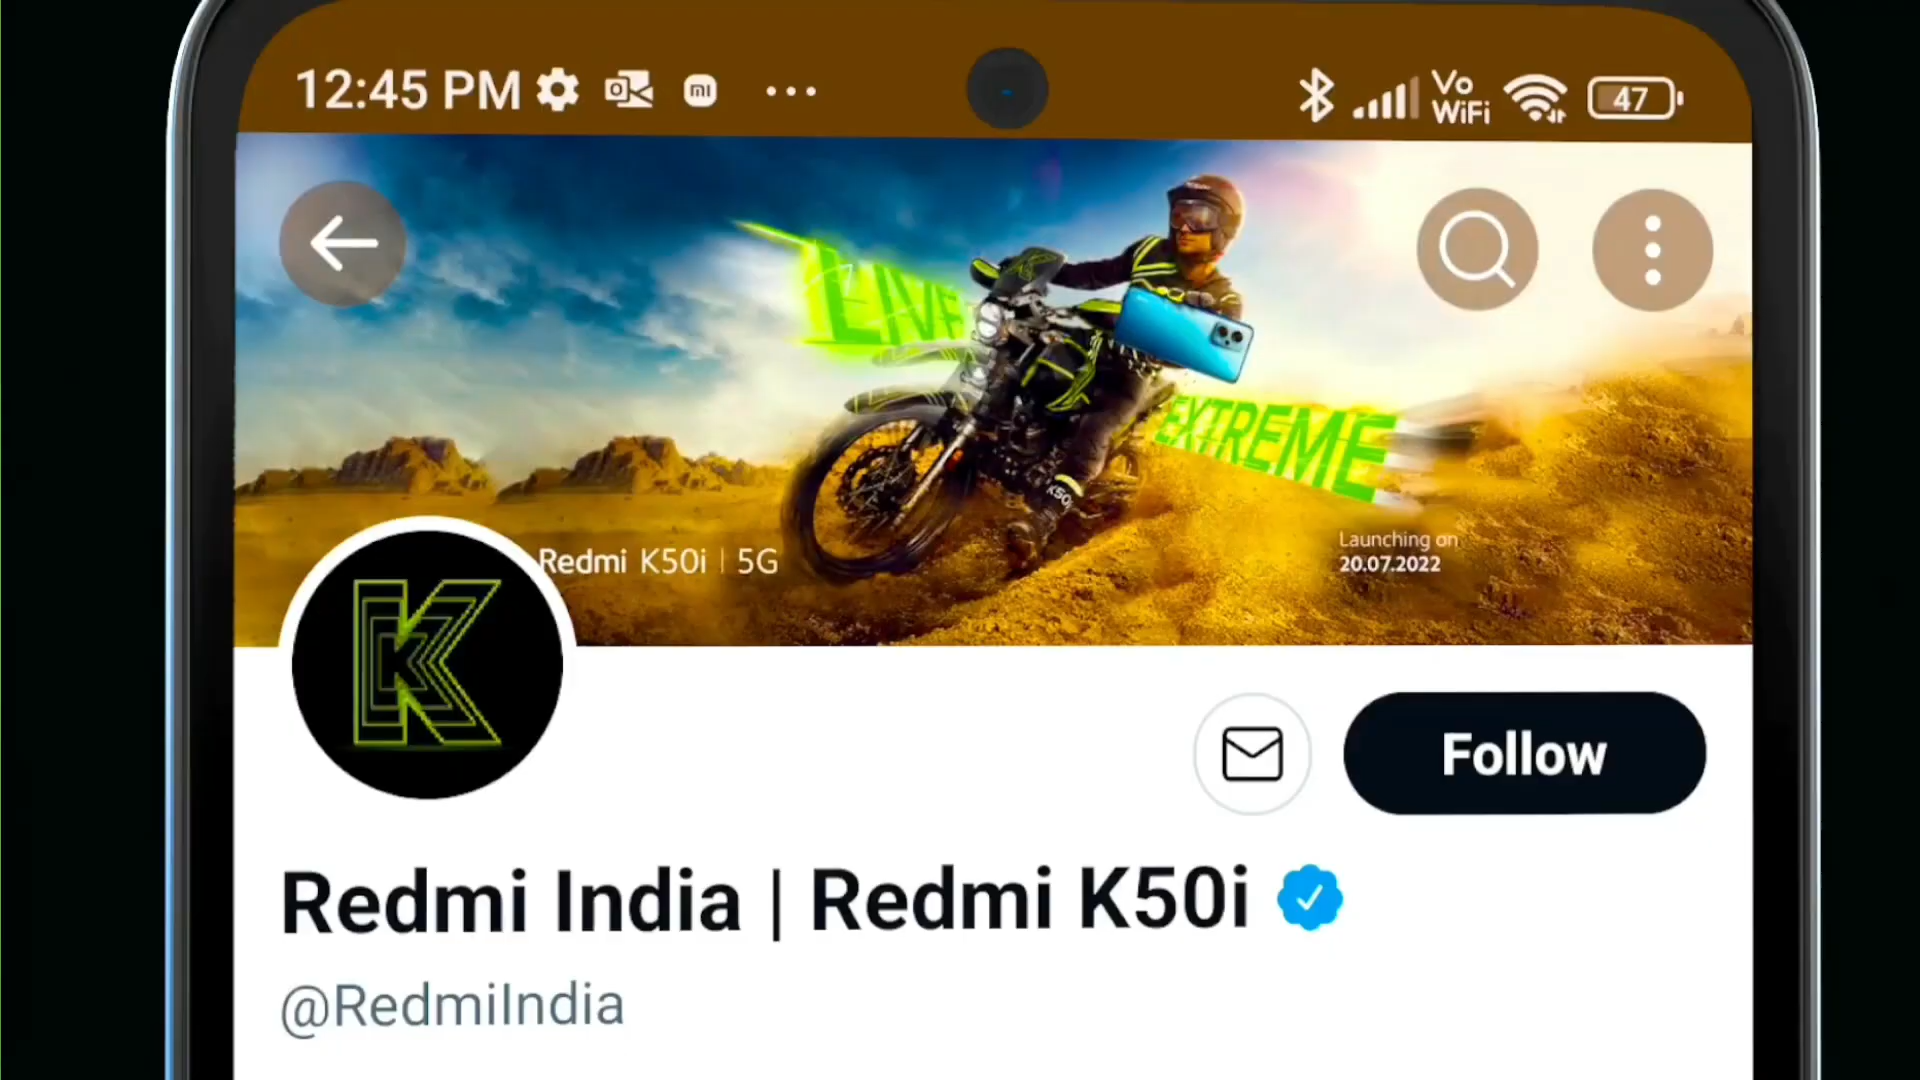 12:45 PM
Vo
WiFi
47
LIVE
EXTREME
K50i
Redmi K50i | 5G
Launching on
20.07.2022
K
Follow
Redmi India | Redmi K50i
@RedmiIndia